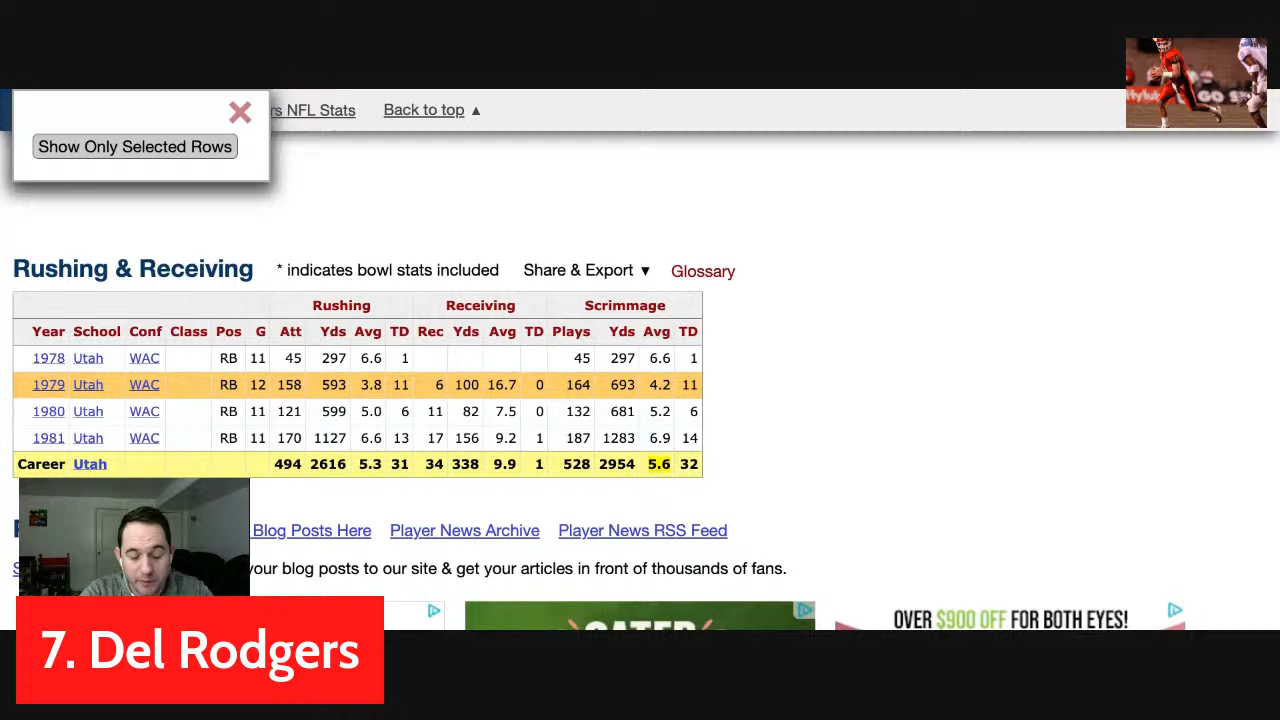 rs NFL Stats Back to top ▲
Show Only Selected Rows
Rushing & Receiving * indicates bowl stats included Share & Export ▼ Glossary
Rushing Receiving Scrimmage
Year School Conf Class Pos G Att Yds Avg TD Rec Yds Avg TD Plays Yds Avg TD
1978 Utah WAC RB 11 45 297 6.6 1 45 297 6.6 1
1979 Utah WAC RB 12 158 593 3.8 11 6 100 16.7 0 164 693 4.2 11
1980 Utah WAC RB 11 121 599 5.0 6 11 82 7.5 0 132 681 5.2 6
1981 Utah WAC RB 11 170 1127 6.6 13 17 156 9.2 1 187 1283 6.9 14
Career Utah 494 2616 5.3 31 34 338 9.9 1 528 2954 5.6 32
Blog Posts Here Player News Archive Player News RSS Feed
your blog posts to our site & get your articles in front of thousands of fans.
OVER $900 OFF FOR BOTH EYES!
7. Del Rodgers